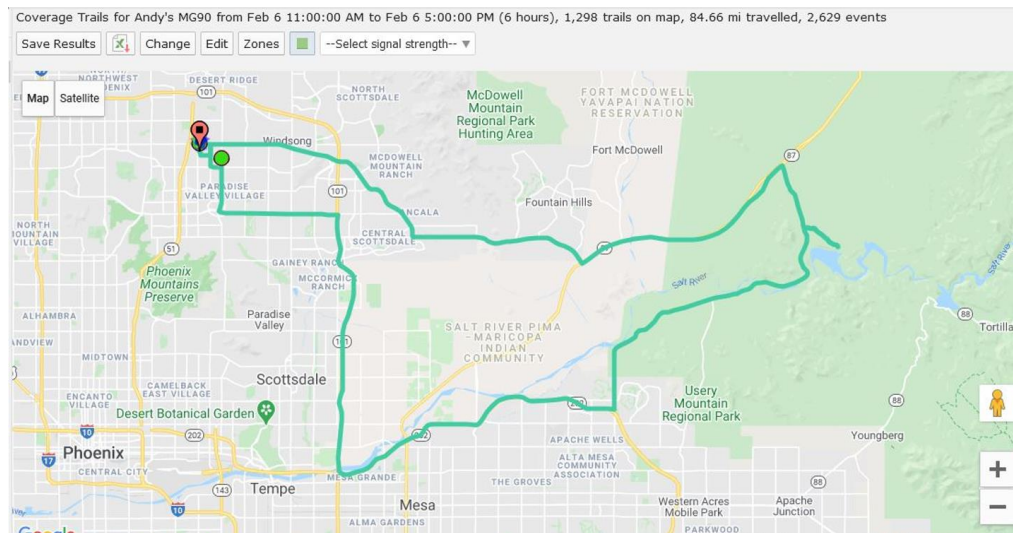 Coverage Trails for Andy's MG90 from Feb 6 11:00:00 AM to Feb 6 5:00:00 PM (6 hours), 1,298 trails on map, 84.66 mi travelled, 2,629 events
Save Results Change Edit Zones --Select signal strength--
Map Satellite
NORTHWEST
DESERT RIDGE
101
NORTH
SCOTTSDALE
McDowell
Mountain
Regional Park
Hunting Area
FORT MCDOWELL
YAVAPAI NATION
RESERVATION
Windsong
Fort McDowell
87
MCDOWELL
MOUNTAIN
RANCH
PARADISE
VALLEY VILLAGE
101
Fountain Hills
ANCALA
NORTH
MOUNTAIN
VILLAGE
CENTRAL
SCOTTSDALE
51
GAINEY RANCH
MCCORMICK
RANCH
Phoenix
Mountains
Preserve
Salt River
Salt River
ALHAMBRA
Paradise
Valley
88
Tortilla
SALT RIVER PIMA
-MARICOPA
INDIAN
COMMUNITY
101
MIDTOWN
Scottsdale
CAMELBACK
EAST VILLAGE
ENCANTO
VILLAGE
Desert Botanical Garden
Usery
Mountain
Regional Park
88
202
10
202
202
Youngberg
Phoenix
17
APACHE WELLS
CENTRAL CITY
ALTA MESA
COMMUNITY
ASSOCIATION
MESA GRANDE
THE GROVES
88
143
Tempe
10
Mesa
Western Acres
Mobile Park
Apache
Junction
ALMA GARDENS
PARKWOOD